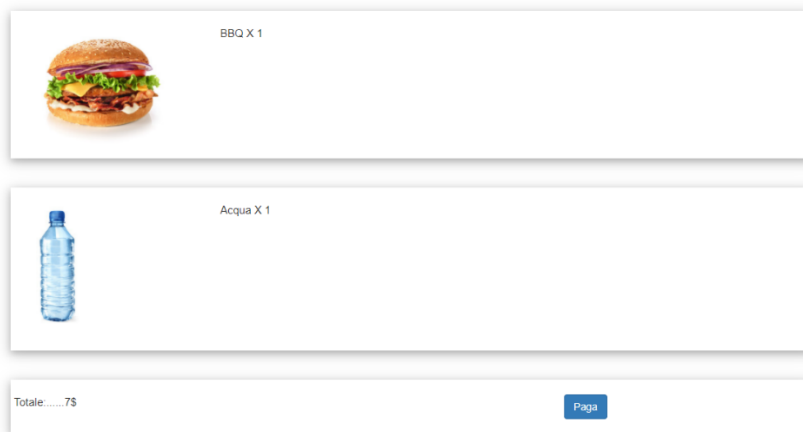 BBQ X 1
Acqua X 1
Totale:......7$
Paga